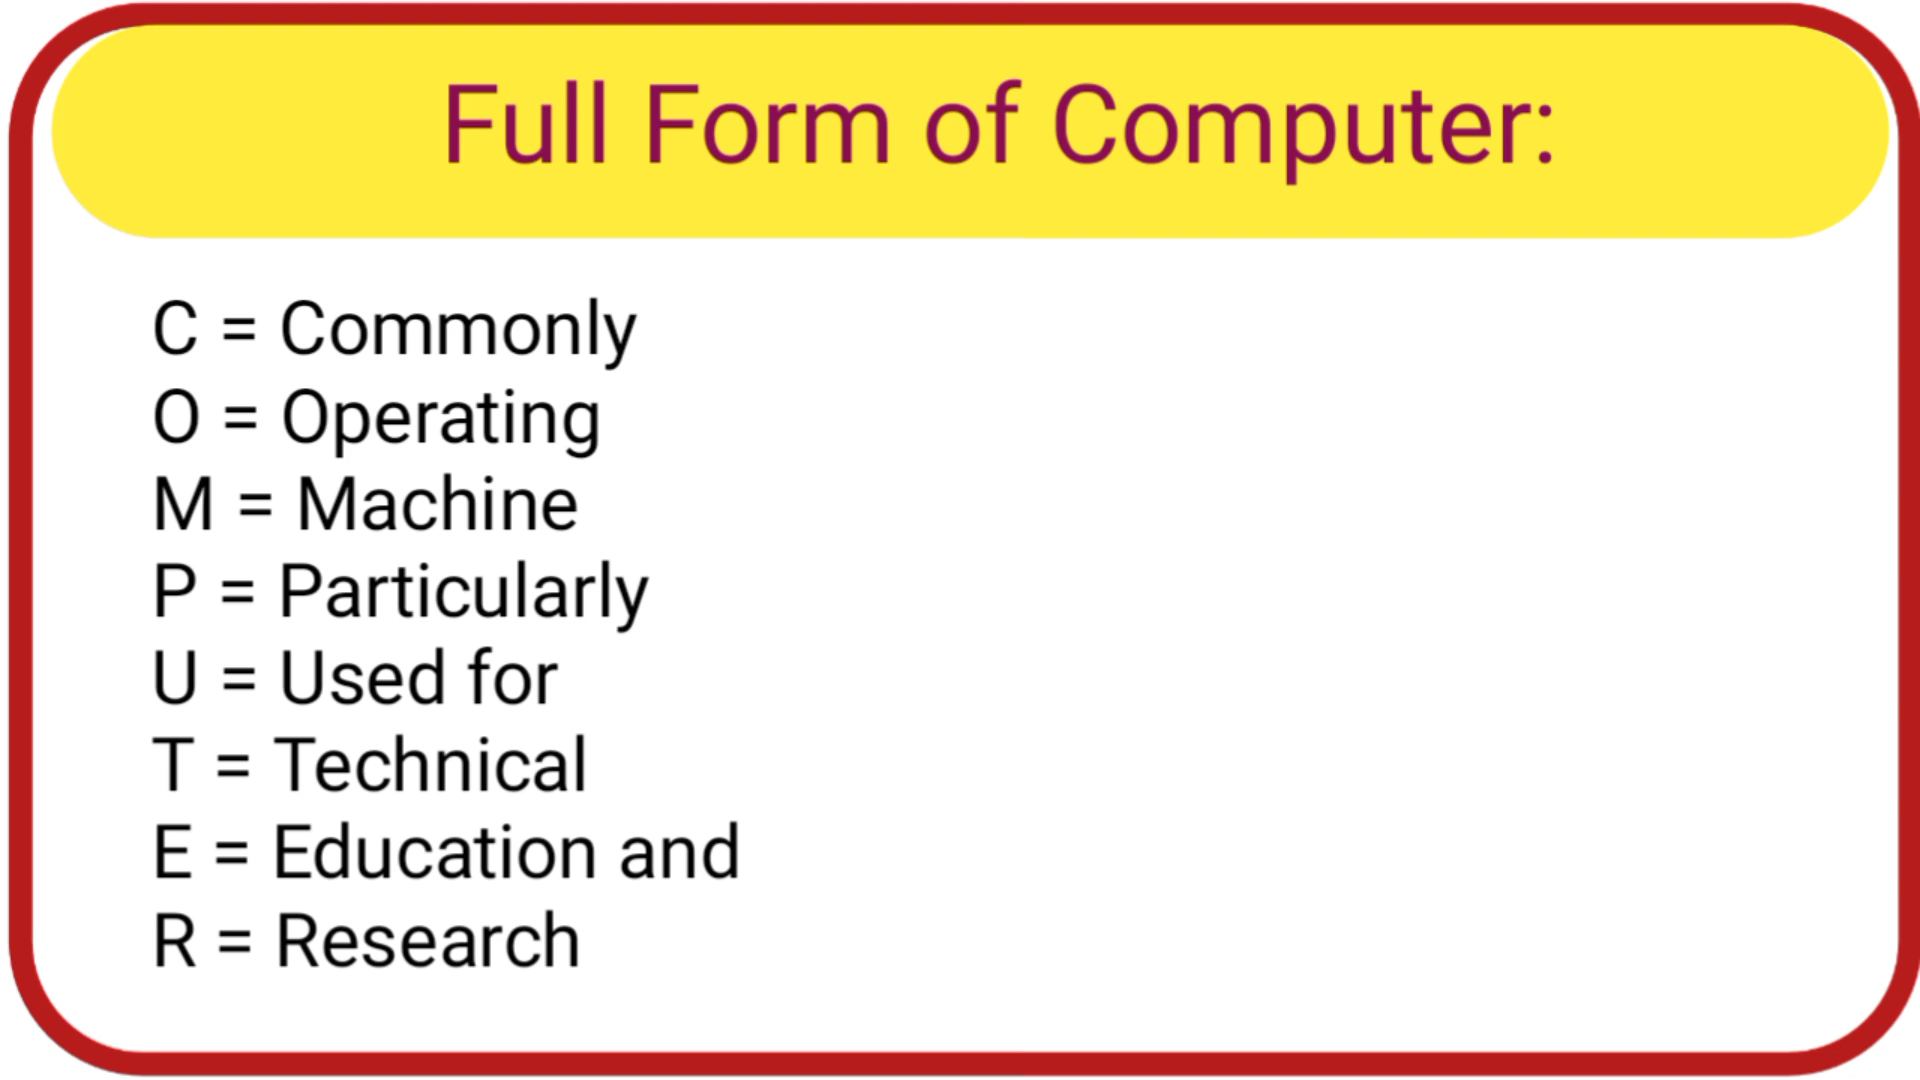 Full Form of Computer:
C = Commonly
O = Operating
M = Machine
P = Particularly
U = Used for
T = Technical
E = Education and
R = Research